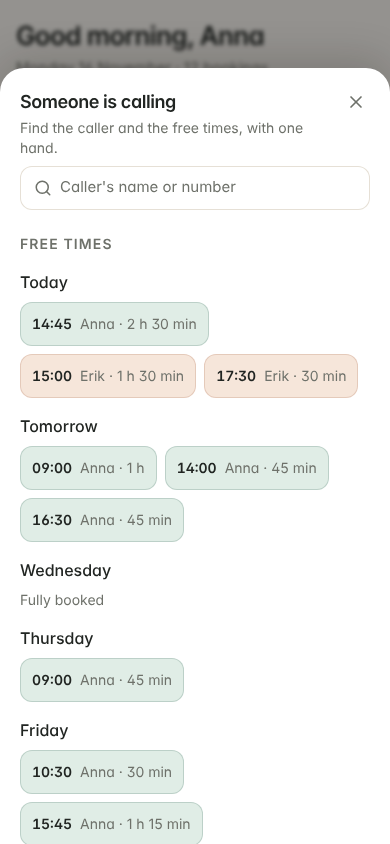 Good morning, Anna
Someone is calling
Find the caller and the free times, with one
hand.
Caller's name or number
FREE TIMES
Today
14:45 Anna · 2 h 30 min
15:00 Erik · 1 h 30 min 17:30 Erik · 30 min
Tomorrow
09:00 Anna · 1 h 14:00 Anna · 45 min
16:30 Anna · 45 min
Wednesday
Fully booked
Thursday
09:00 Anna · 45 min
Friday
10:30 Anna · 30 min
15:45 Anna · 1 h 15 min